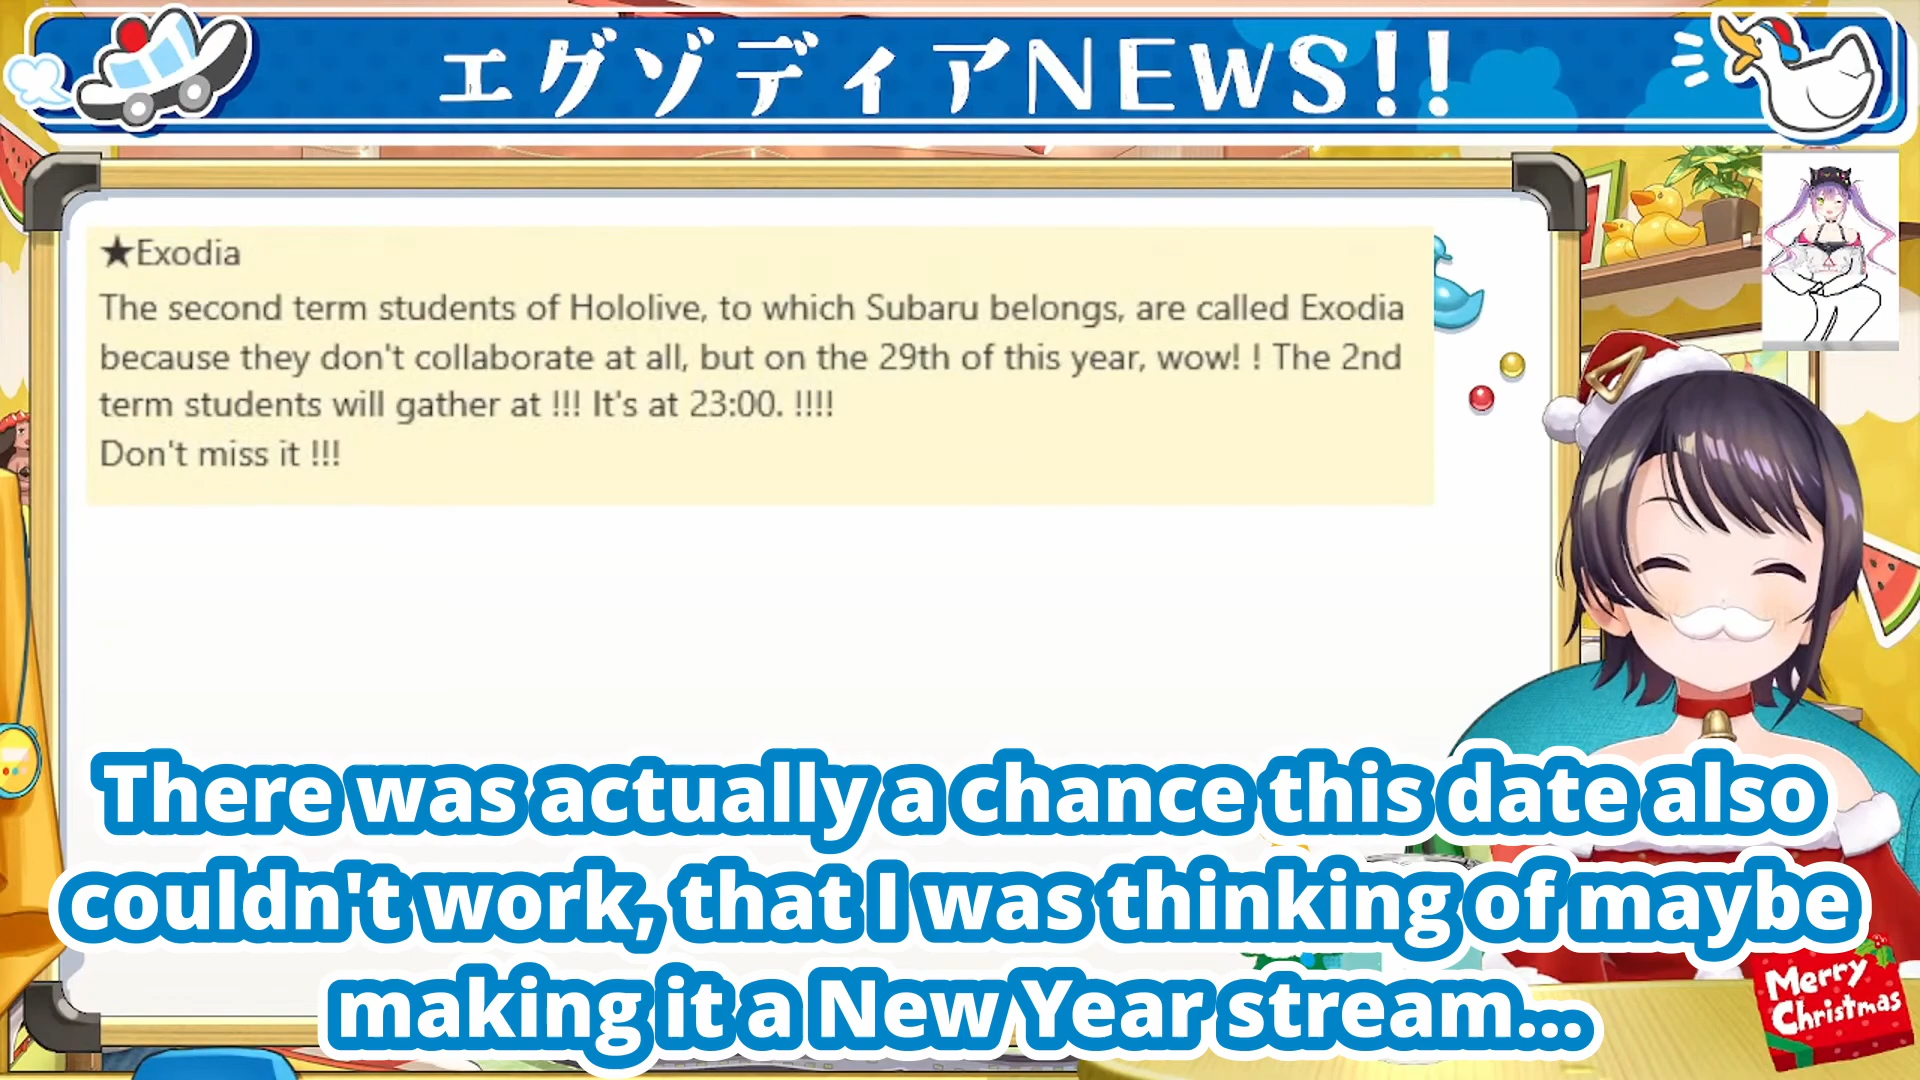 エグゾディアNEWS!!
★Exodia
The second term students of Hololive, to which Subaru belongs, are called Exodia
because they don't collaborate at all, but on the 29th of this year, wow! ! The 2nd
term students will gather at !!! It's at 23:00. !!!!
Don't miss it !!!
There was actually a chance this date also
couldn't work, that I was thinking of maybe
making it a New Year stream...
Merry
Christmas